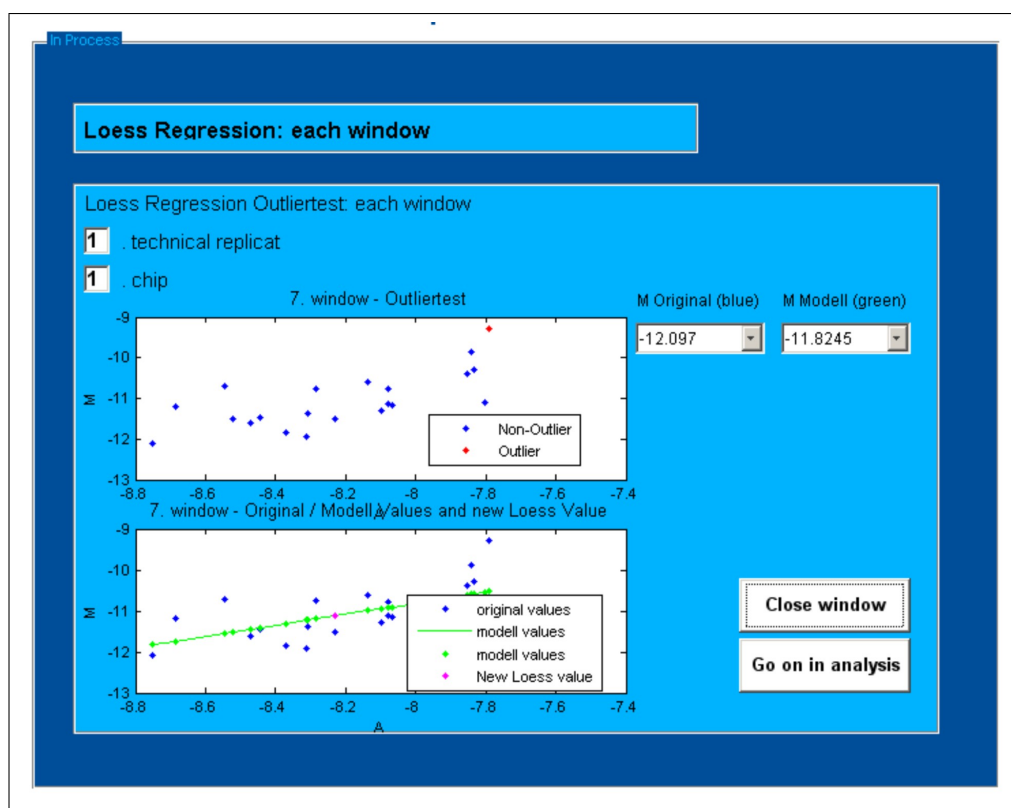 In Process
Loess Regression: each window
Loess Regression Outliertest: each window
1 . technical replicat
1 . chip
7. window - Outliertest
M Original (blue) M Modell (green)
-12.097 -11.8245
-9
-10
-11
-12
-13
M
Non-Outlier
Outlier
-8.8 -8.6 -8.4 -8.2 -8 -7.8 -7.6 -7.4
A
7. window - Original / Modell Values and new Loess Value
-9
-10
-11
-12
-13
M
original values
modell values
modell values
New Loess value
-8.8 -8.6 -8.4 -8.2 -8 -7.8 -7.6 -7.4
A
Close window
Go on in analysis